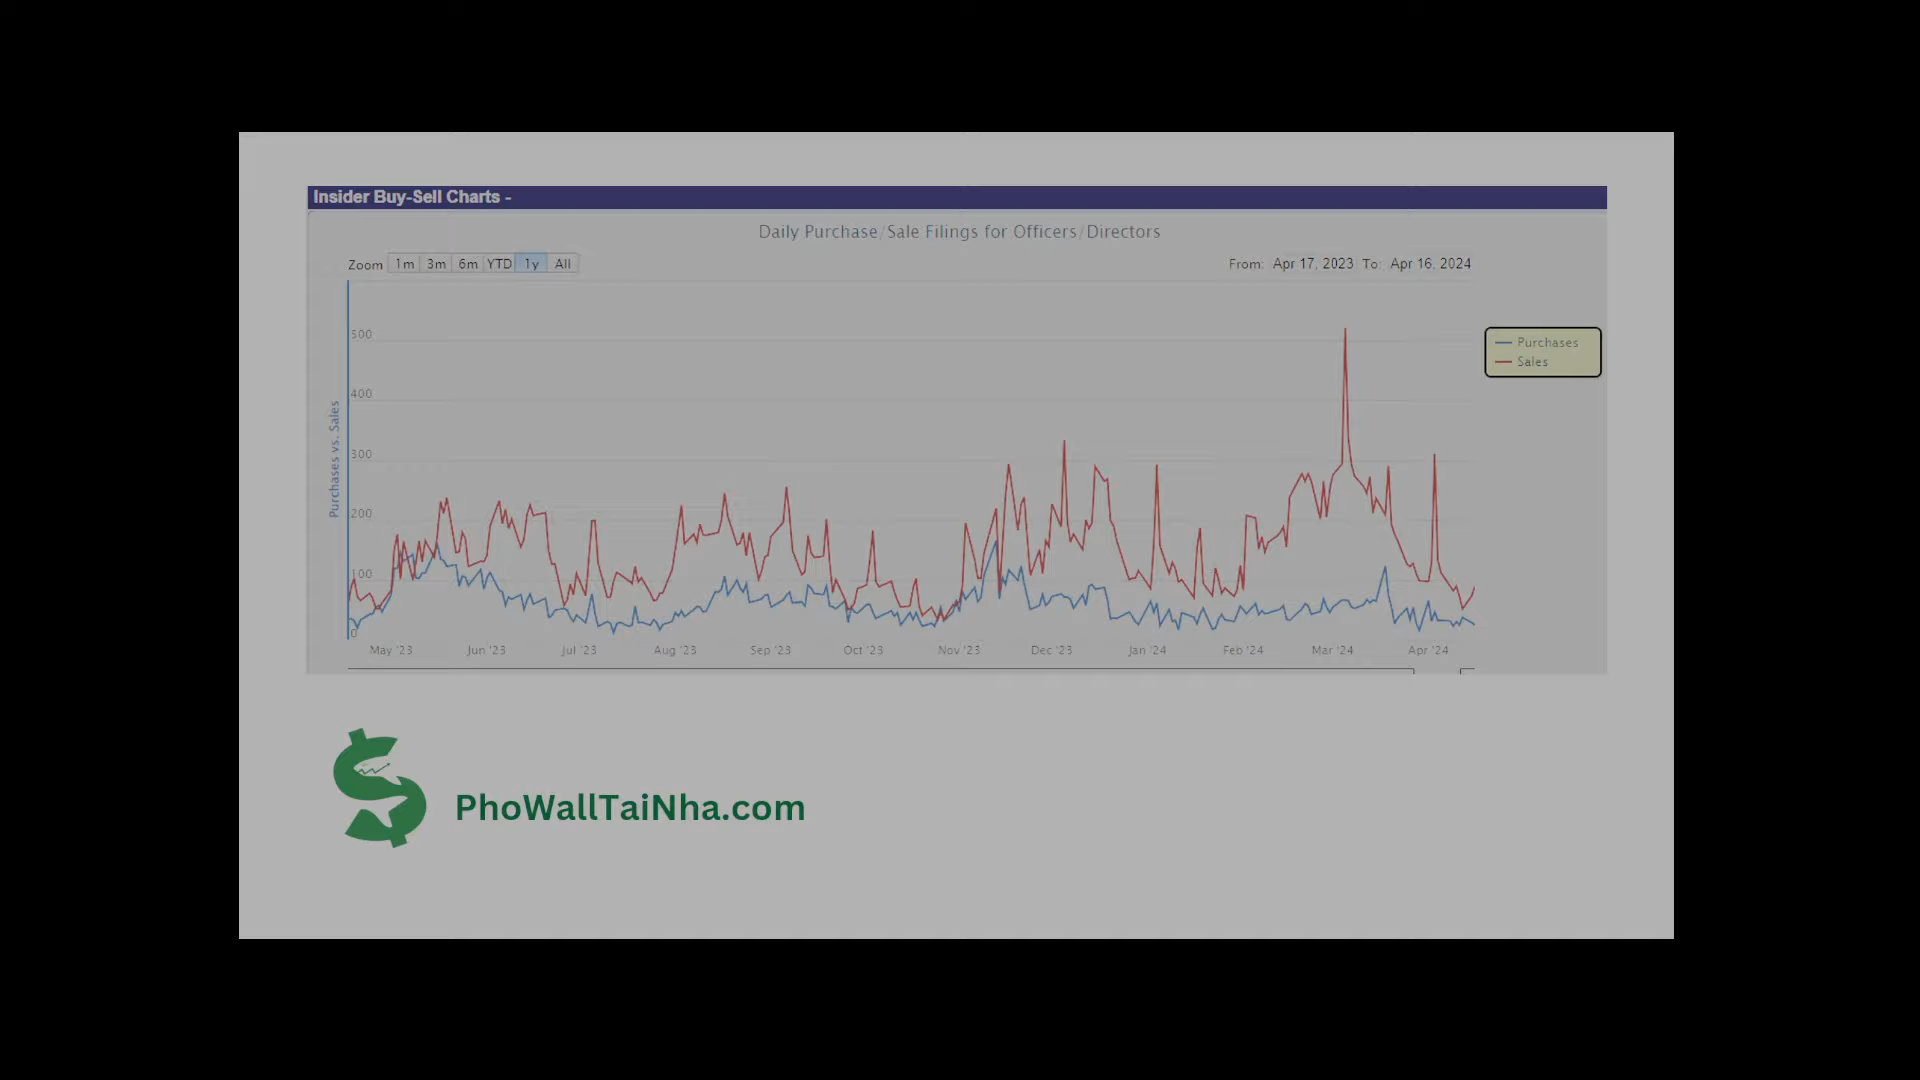 Insider Buy-Sell Charts -
Daily Purchase/Sale Filings for Officers/Directors
Zoom 1m 3m 6m YTD 1y All
From: Apr 17, 2023 To: Apr 16, 2024
Purchases vs. Sales
500
400
300
200
100
0
Purchases
Sales
May '23 Jun '23 Jul '23 Aug '23 Sep '23 Oct '23 Nov '23 Dec '23 Jan '24 Feb '24 Mar '24 Apr '24
PhoWallTaiNha.com